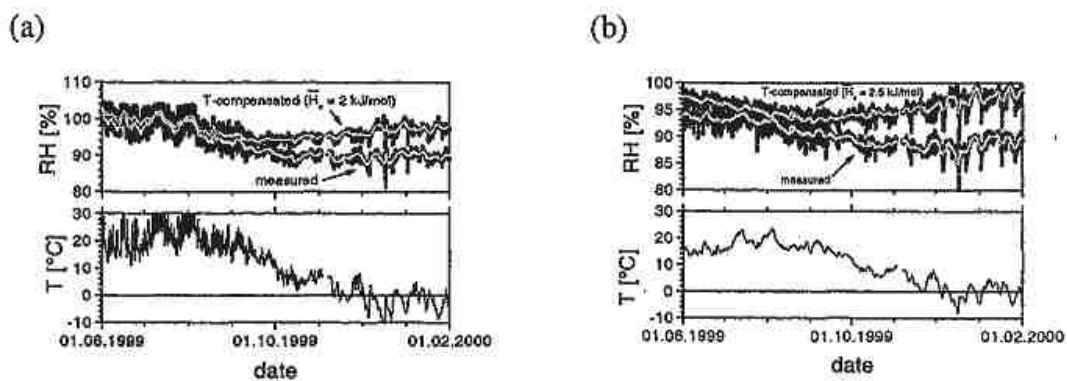 (a)
110
100
90
80
RH [%]
T-compensated (H̅s = 2 kJ/mol)
measured
30
20
10
0
-10
T [°C]
01.06.1999 01.10.1999 01.02.2000
date
(b)
100
95
90
85
80
RH [%]
T-compensated (H̅s = 2.5 kJ/mol)
measured
30
20
10
0
-10
T [°C]
01.06.1999 01.10.1999 01.02.2000
date